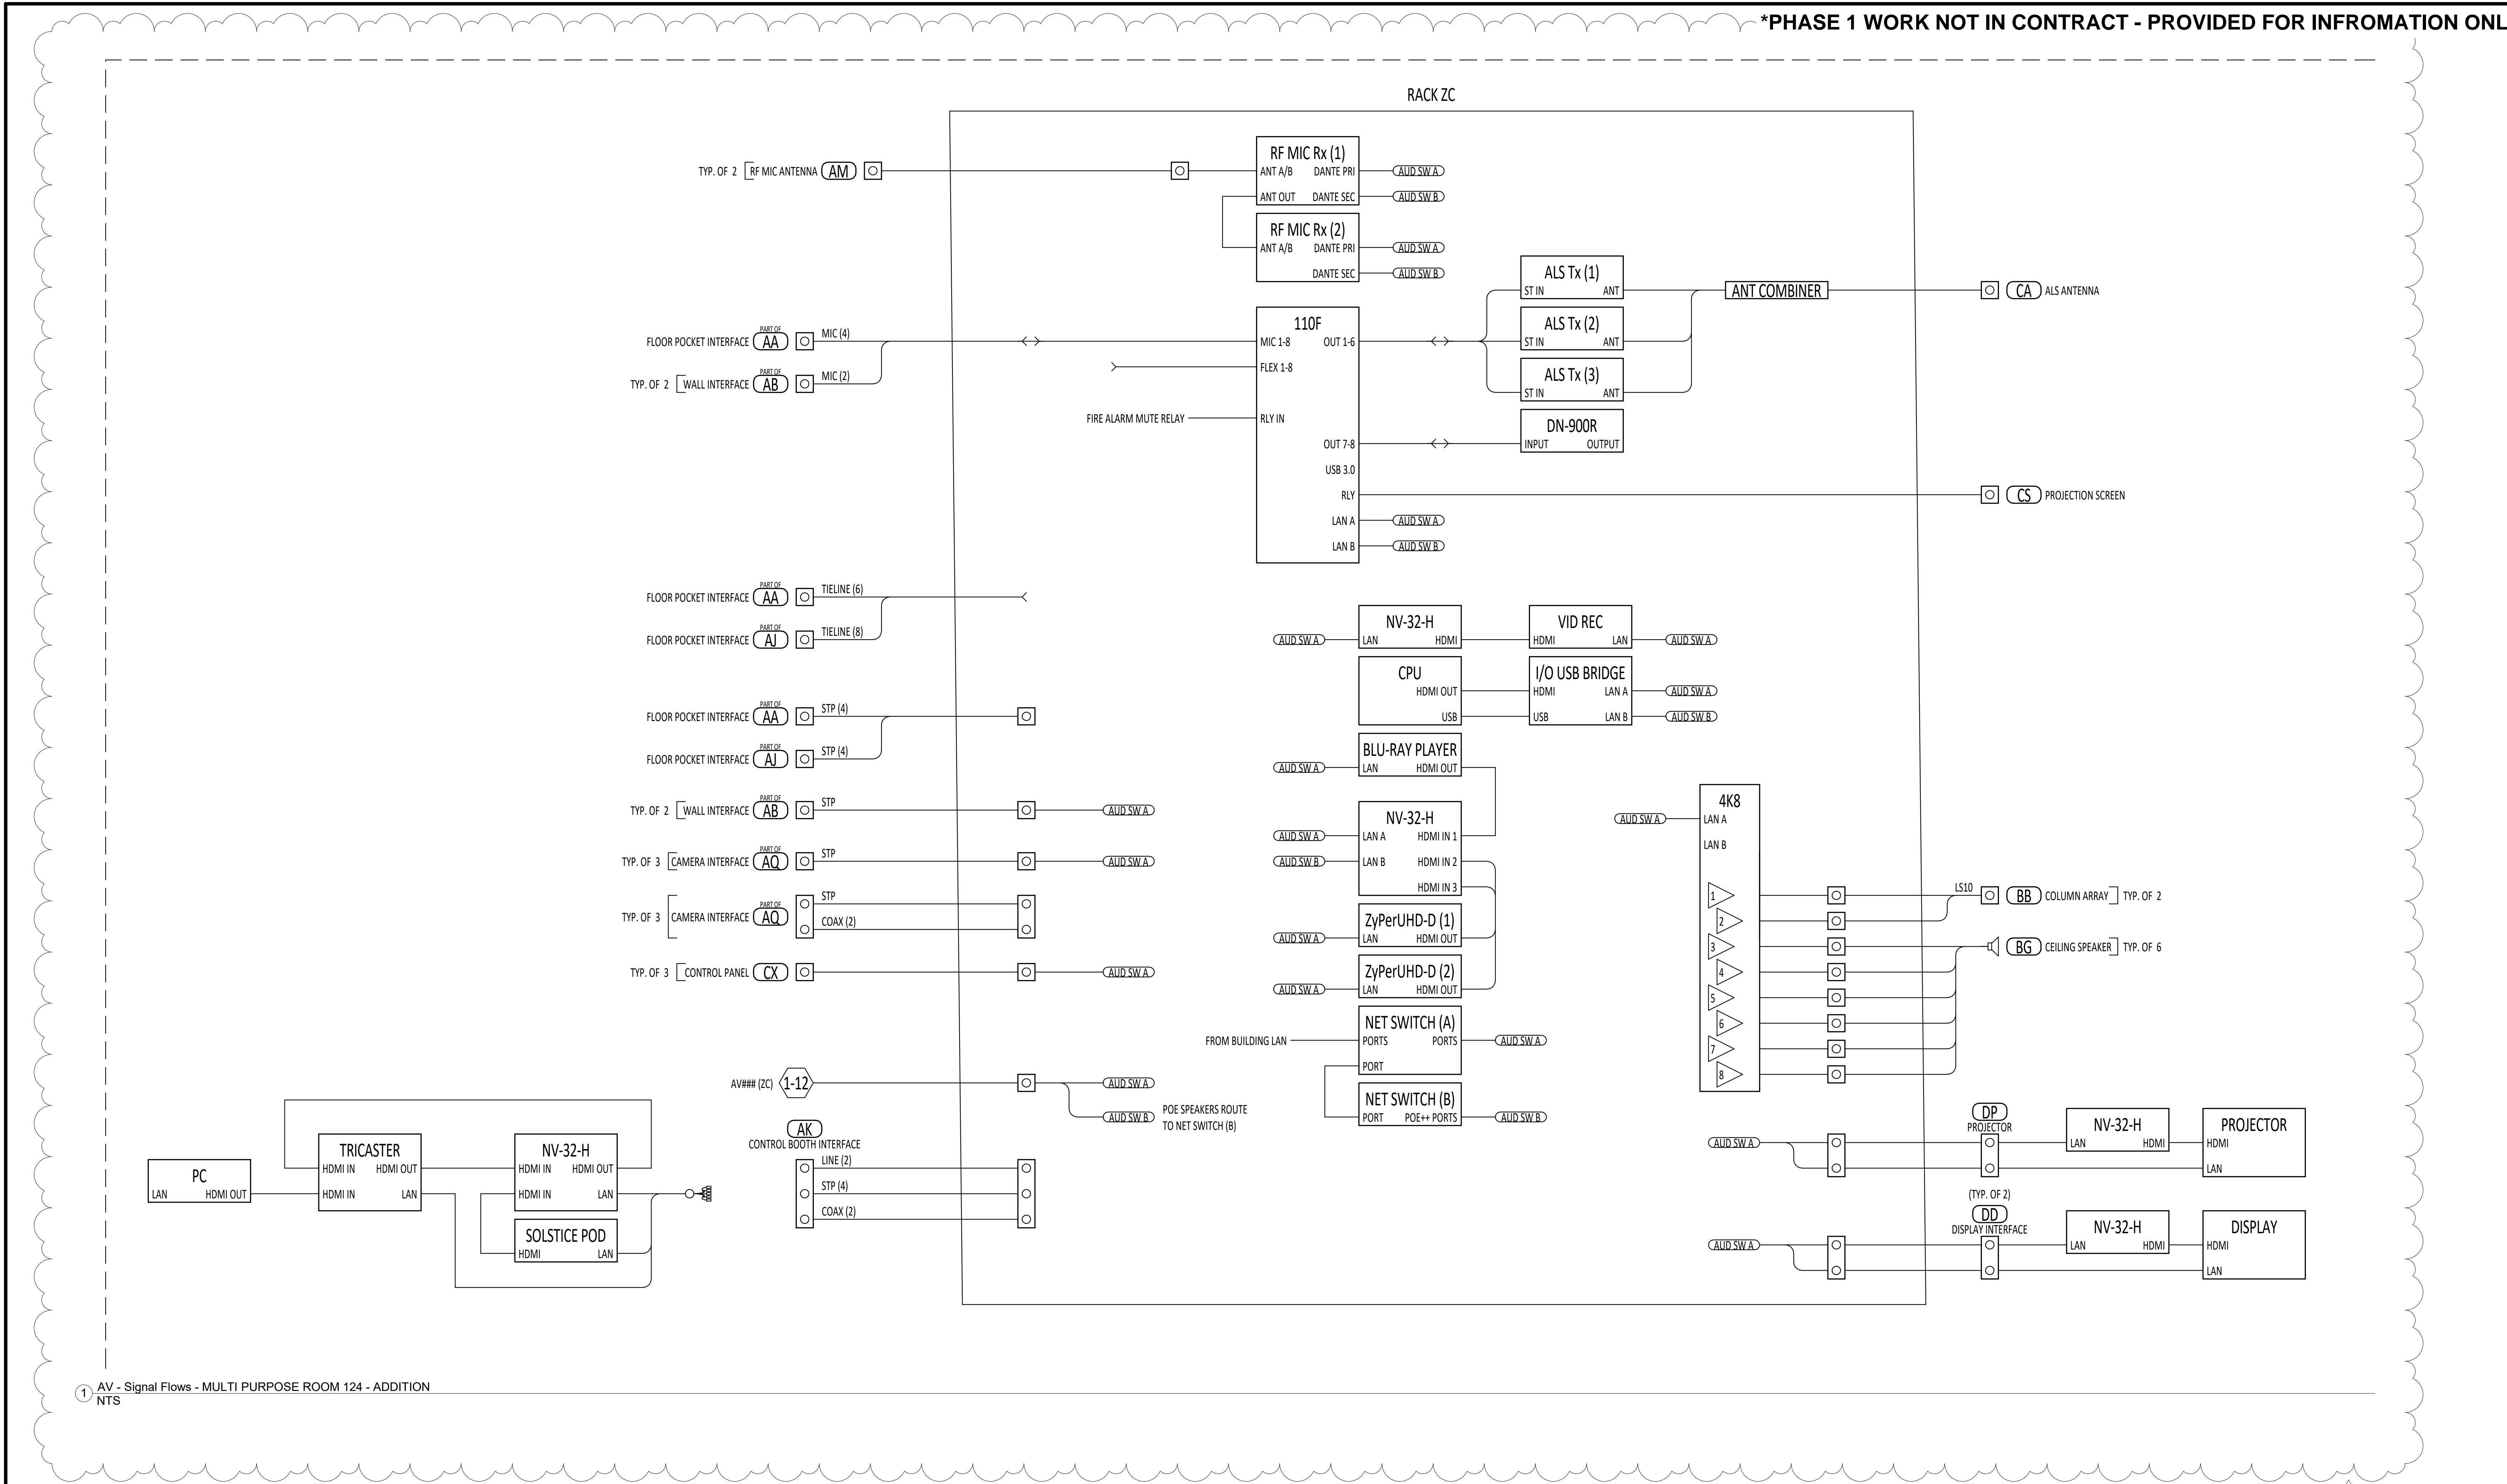 *PHASE 1 WORK NOT IN CONTRACT - PROVIDED FOR INFROMATION ONL
RACK ZC
TYP. OF 2 RF MIC ANTENNA AM
RF MIC Rx (1)
ANT A/B DANTE PRI AUD SW A
ANT OUT DANTE SEC AUD SW B
RF MIC Rx (2)
ANT A/B DANTE PRI AUD SW A
DANTE SEC AUD SW B
ALS Tx (1)
ST IN ANT
ANT COMBINER
CA ALS ANTENNA
ALS Tx (2)
ST IN ANT
ALS Tx (3)
ST IN ANT
DN-900R
INPUT OUTPUT
FLOOR POCKET INTERFACE PART OF AA MIC (4)
TYP. OF 2 WALL INTERFACE PART OF AB MIC (2)
110F
MIC 1-8 OUT 1-6
FLEX 1-8
FIRE ALARM MUTE RELAY RLY IN
OUT 7-8
USB 3.0
RLY
CS PROJECTION SCREEN
LAN A AUD SW A
LAN B AUD SW B
FLOOR POCKET INTERFACE PART OF AA TIELINE (6)
FLOOR POCKET INTERFACE PART OF AJ TIELINE (8)
NV-32-H
AUD SW A LAN HDMI
VID REC
HDMI LAN AUD SW A
CPU
HDMI OUT
USB
I/O USB BRIDGE
HDMI LAN A AUD SW A
USB LAN B AUD SW B
FLOOR POCKET INTERFACE PART OF AA STP (4)
FLOOR POCKET INTERFACE PART OF AJ STP (4)
BLU-RAY PLAYER
AUD SW A LAN HDMI OUT
TYP. OF 2 WALL INTERFACE PART OF AB STP AUD SW A
NV-32-H
AUD SW A LAN A HDMI IN 1
AUD SW B LAN B HDMI IN 2
HDMI IN 3
TYP. OF 3 CAMERA INTERFACE PART OF AQ STP AUD SW A
TYP. OF 3 CAMERA INTERFACE PART OF AQ STP
COAX (2)
ZyPerUHD-D (1)
AUD SW A LAN HDMI OUT
TYP. OF 3 CONTROL PANEL CX AUD SW A
ZyPerUHD-D (2)
AUD SW A LAN HDMI OUT
4K8
AUD SW A LAN A
LAN B
1
2
3
4
5
6
7
8
LS10 BB COLUMN ARRAY TYP. OF 2
BG CEILING SPEAKER TYP. OF 6
NET SWITCH (A)
FROM BUILDING LAN PORTS PORTS AUD SW A
PORT
NET SWITCH (B)
PORT POE++ PORTS AUD SW B
AV### (ZC) 1-12 AUD SW A
AUD SW B POE SPEAKERS ROUTE
TO NET SWITCH (B)
AK
CONTROL BOOTH INTERFACE
LINE (2)
STP (4)
COAX (2)
PC
LAN HDMI OUT
TRICASTER
HDMI IN HDMI OUT
HDMI IN LAN
NV-32-H
HDMI IN HDMI OUT
HDMI IN LAN
SOLSTICE POD
HDMI LAN
DP
PROJECTOR
AUD SW A
NV-32-H
LAN HDMI
PROJECTOR
HDMI
LAN
(TYP. OF 2)
DD
DISPLAY INTERFACE
AUD SW A
NV-32-H
LAN HDMI
DISPLAY
HDMI
LAN
1 AV - Signal Flows - MULTI PURPOSE ROOM 124 - ADDITION
NTS